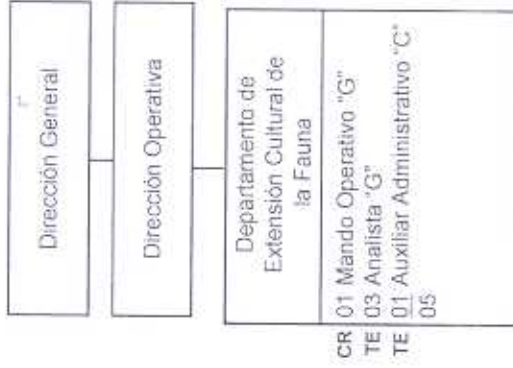 Dirección General
Dirección Operativa
Departamento de
Extensión Cultural de
la Fauna
CR 01 Mando Operativo "G"
TE 03 Analista "G"
TE 01 Auxiliar Administrativo "C"
05